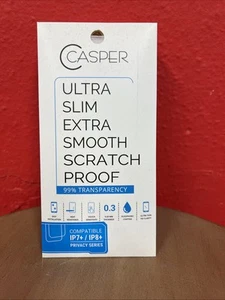 CASPER
ULTRA
SLIM
EXTRA
SMOOTH
SCRATCH
PROOF
99% TRANSPARENCY
0.3
COMPATIBLE
IP7+ / IP8+
PRIVACY SERIES